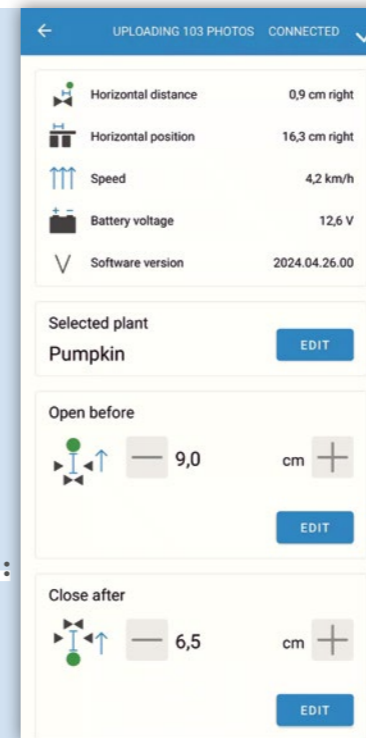 UPLOADING 103 PHOTOS CONNECTED
Horizontal distance 0,9 cm right
Horizontal position 16,3 cm right
Speed 4,2 km/h
Battery voltage 12,6 V
Software version 2024.04.26.00
Selected plant
Pumpkin
EDIT
Open before
9,0 cm
EDIT
:
Close after
6,5 cm
EDIT